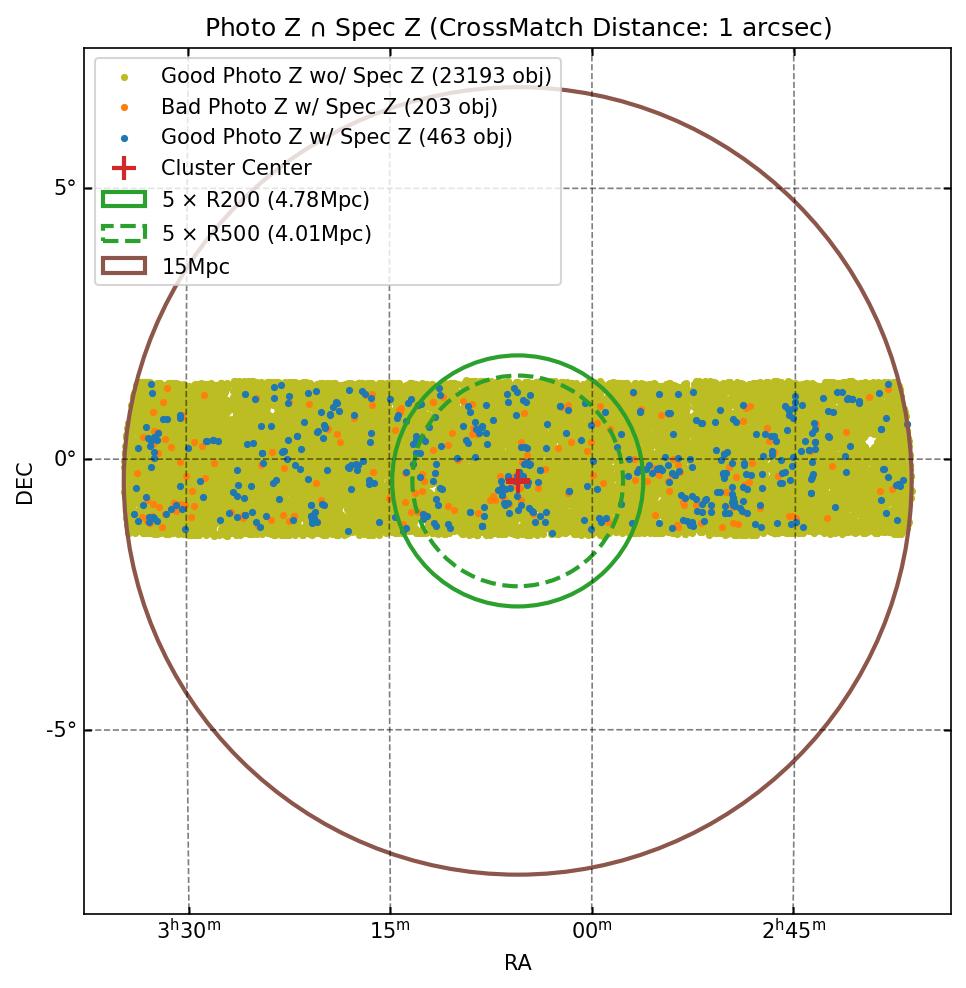 Photo Z ∩ Spec Z (CrossMatch Distance: 1 arcsec)
Good Photo Z wo/ Spec Z (23193 obj)
Bad Photo Z w/ Spec Z (203 obj)
Good Photo Z w/ Spec Z (463 obj)
Cluster Center
5 × R200 (4.78Mpc)
5 × R500 (4.01Mpc)
15Mpc
5°
0°
-5°
DEC
3h30m 15m 00m 2h45m
RA